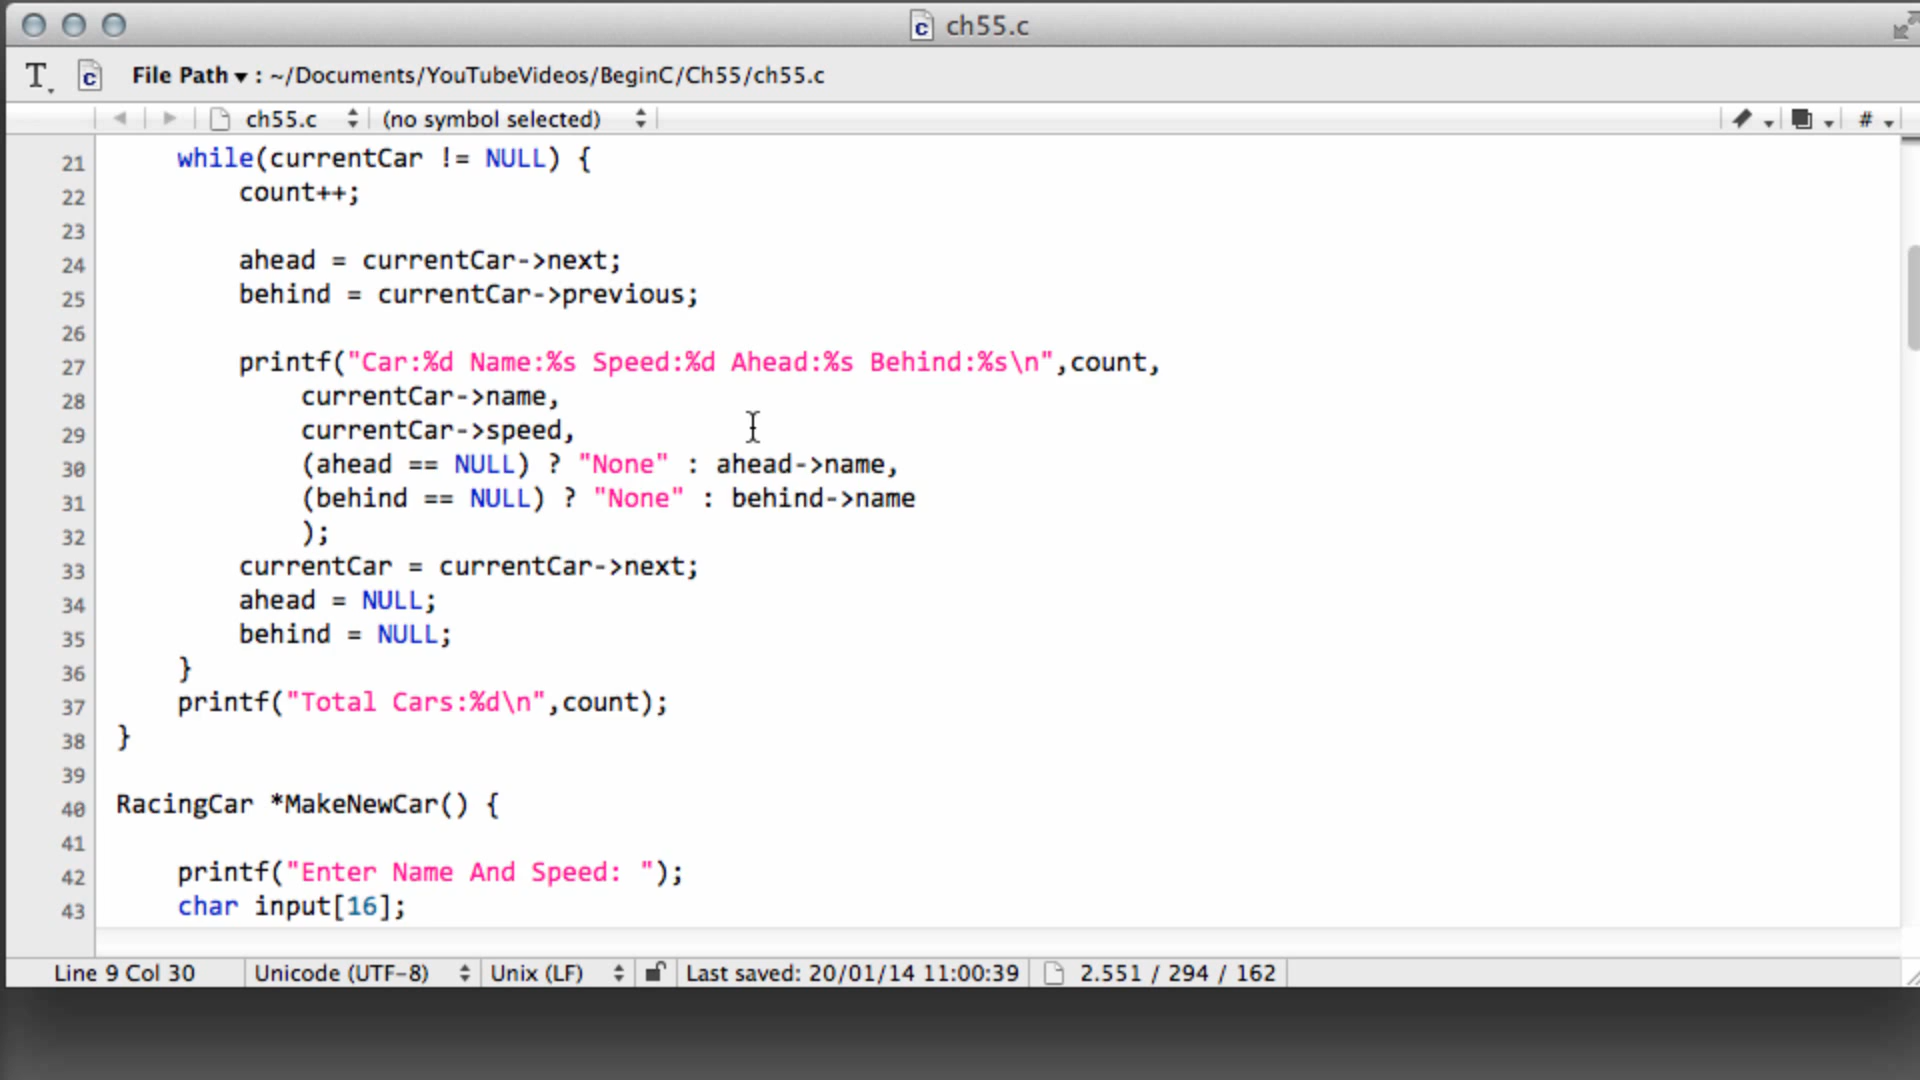 ch55.c
File Path ▾ : ~/Documents/YouTubeVideos/BeginC/Ch55/ch55.c
ch55.c (no symbol selected) #
21 while(currentCar != NULL) {
22 count++;
23
24 ahead = currentCar->next;
25 behind = currentCar->previous;
26
27 printf("Car:%d Name:%s Speed:%d Ahead:%s Behind:%s\n",count,
28 currentCar->name,
29 currentCar->speed,
30 (ahead == NULL) ? "None" : ahead->name,
31 (behind == NULL) ? "None" : behind->name
32 );
33 currentCar = currentCar->next;
34 ahead = NULL;
35 behind = NULL;
36 }
37 printf("Total Cars:%d\n",count);
38 }
39
40 RacingCar *MakeNewCar() {
41
42 printf("Enter Name And Speed: ");
43 char input[16];
Line 9 Col 30 Unicode (UTF-8) Unix (LF) Last saved: 20/01/14 11:00:39 2.551 / 294 / 162